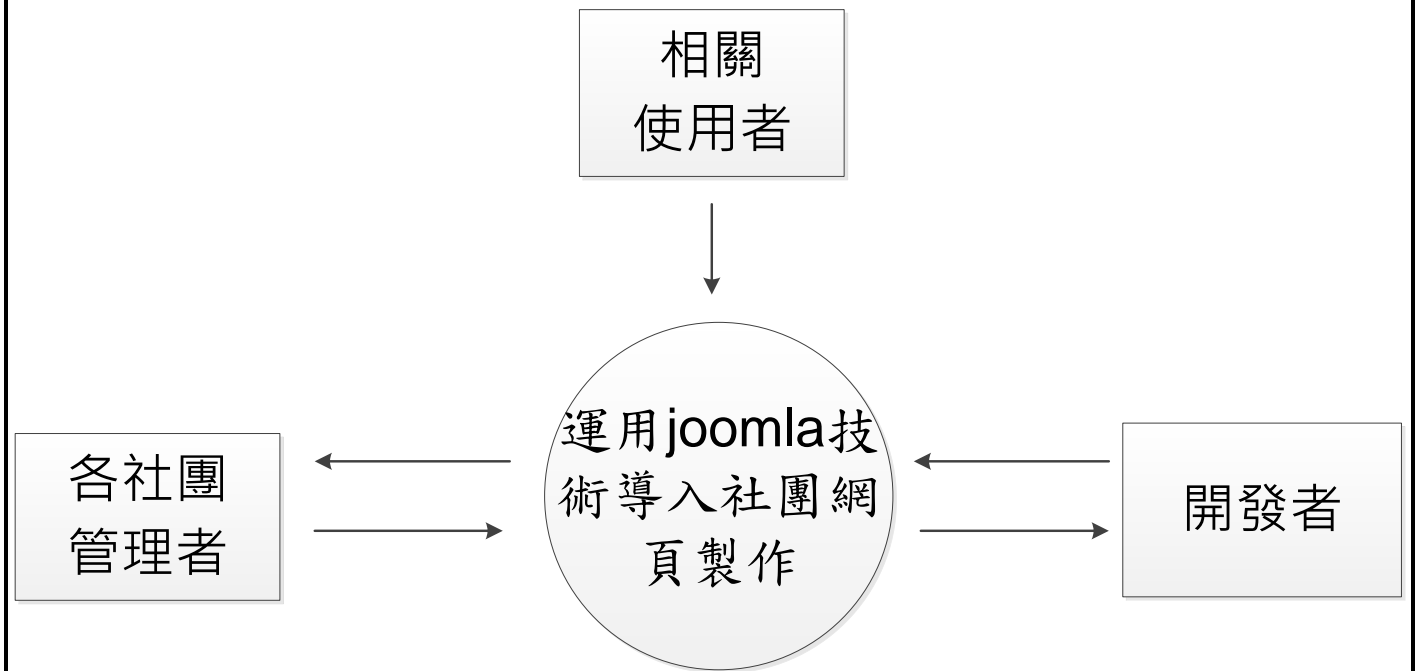 相關
使用者
各社團
管理者
運用joomla技
術導入社團網
頁製作
開發者